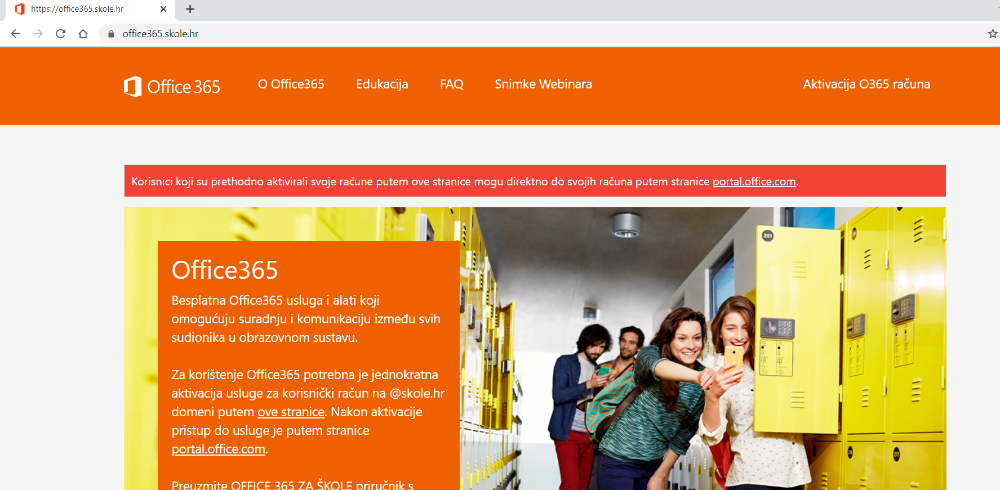 https://office365.skole.hr
office365.skole.hr
Office 365 O Office365 Edukacija FAQ Snimke Webinara Aktivacija O365 računa
Korisnici koji su prethodno aktivirali svoje račune putem ove stranice mogu direktno do svojih računa putem stranice portal.office.com.
Office365
Besplatna Office365 usluga i alati koji
omogućuju suradnju i komunikaciju između svih
sudionika u obrazovnom sustavu.
Za korištenje Office365 potrebna je jednokratna
aktivacija usluge za korisnički račun na @skole.hr
domeni putem ove stranice. Nakon aktivacije
pristup do usluge je putem stranice
portal.office.com.
Preuzmite OFFICE 365 ZA ŠKOLE priručnik s
201
217